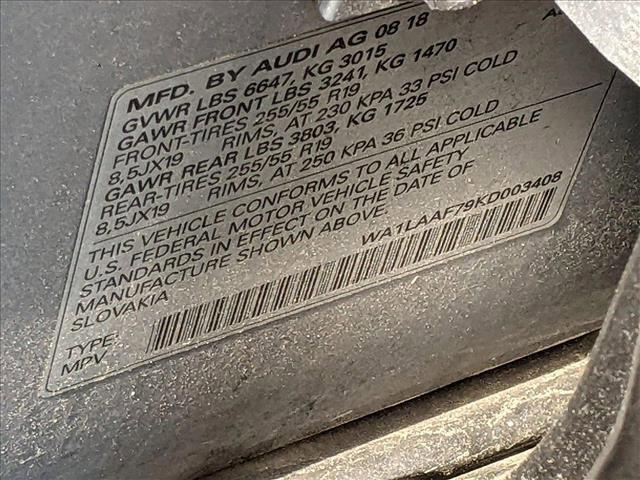 MFD. BY AUDI AG 08 18
GVWR LBS 6647, KG 3015
GAWR FRONT LBS 3241, KG 1470
FRONT-TIRES 255/55 R19
8,5JX19 RIMS, AT 230 KPA 33 PSI COLD
GAWR REAR LBS 3803, KG 1725
REAR-TIRES 255/55 R19
8,5JX19 RIMS, AT 250 KPA 36 PSI COLD
THIS VEHICLE CONFORMS TO ALL APPLICABLE
U.S. FEDERAL MOTOR VEHICLE SAFETY
STANDARDS IN EFFECT ON THE DATE OF
MANUFACTURE SHOWN ABOVE.
SLOVAKIA WA1LAAF79KD003408
TYPE:
MPV